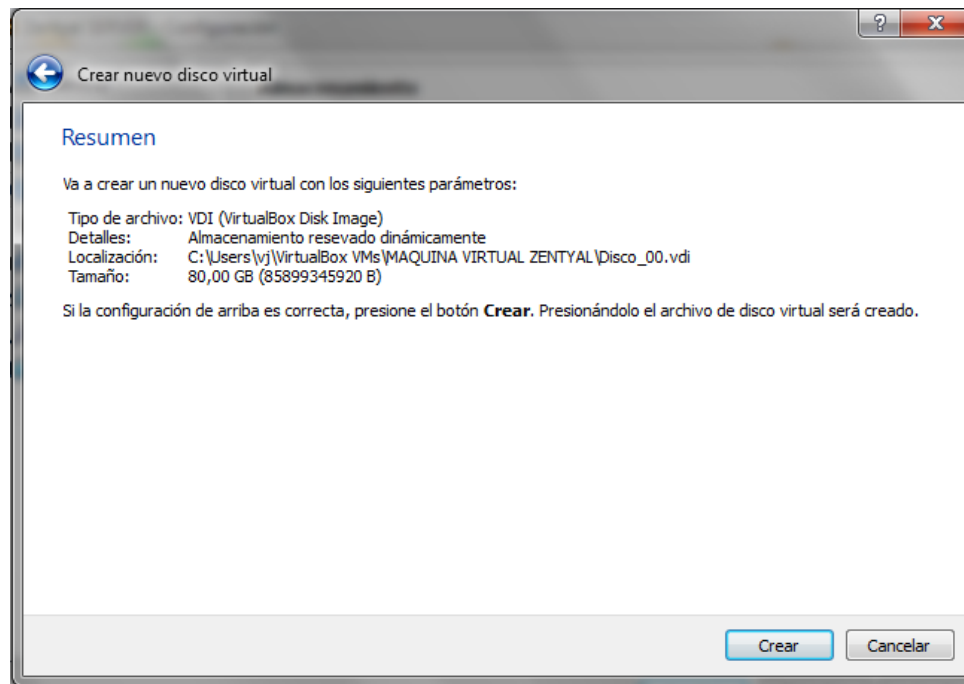 Crear nuevo disco virtual
Resumen
Va a crear un nuevo disco virtual con los siguientes parámetros:
Tipo de archivo: VDI (VirtualBox Disk Image)
Detalles: Almacenamiento resevado dinámicamente
Localización: C:\Users\vj\VirtualBox VMs\MAQUINA VIRTUAL ZENTYAL\Disco_00.vdi
Tamaño: 80,00 GB (85899345920 B)
Si la configuración de arriba es correcta, presione el botón Crear. Presionándolo el archivo de disco virtual será creado.
Crear Cancelar